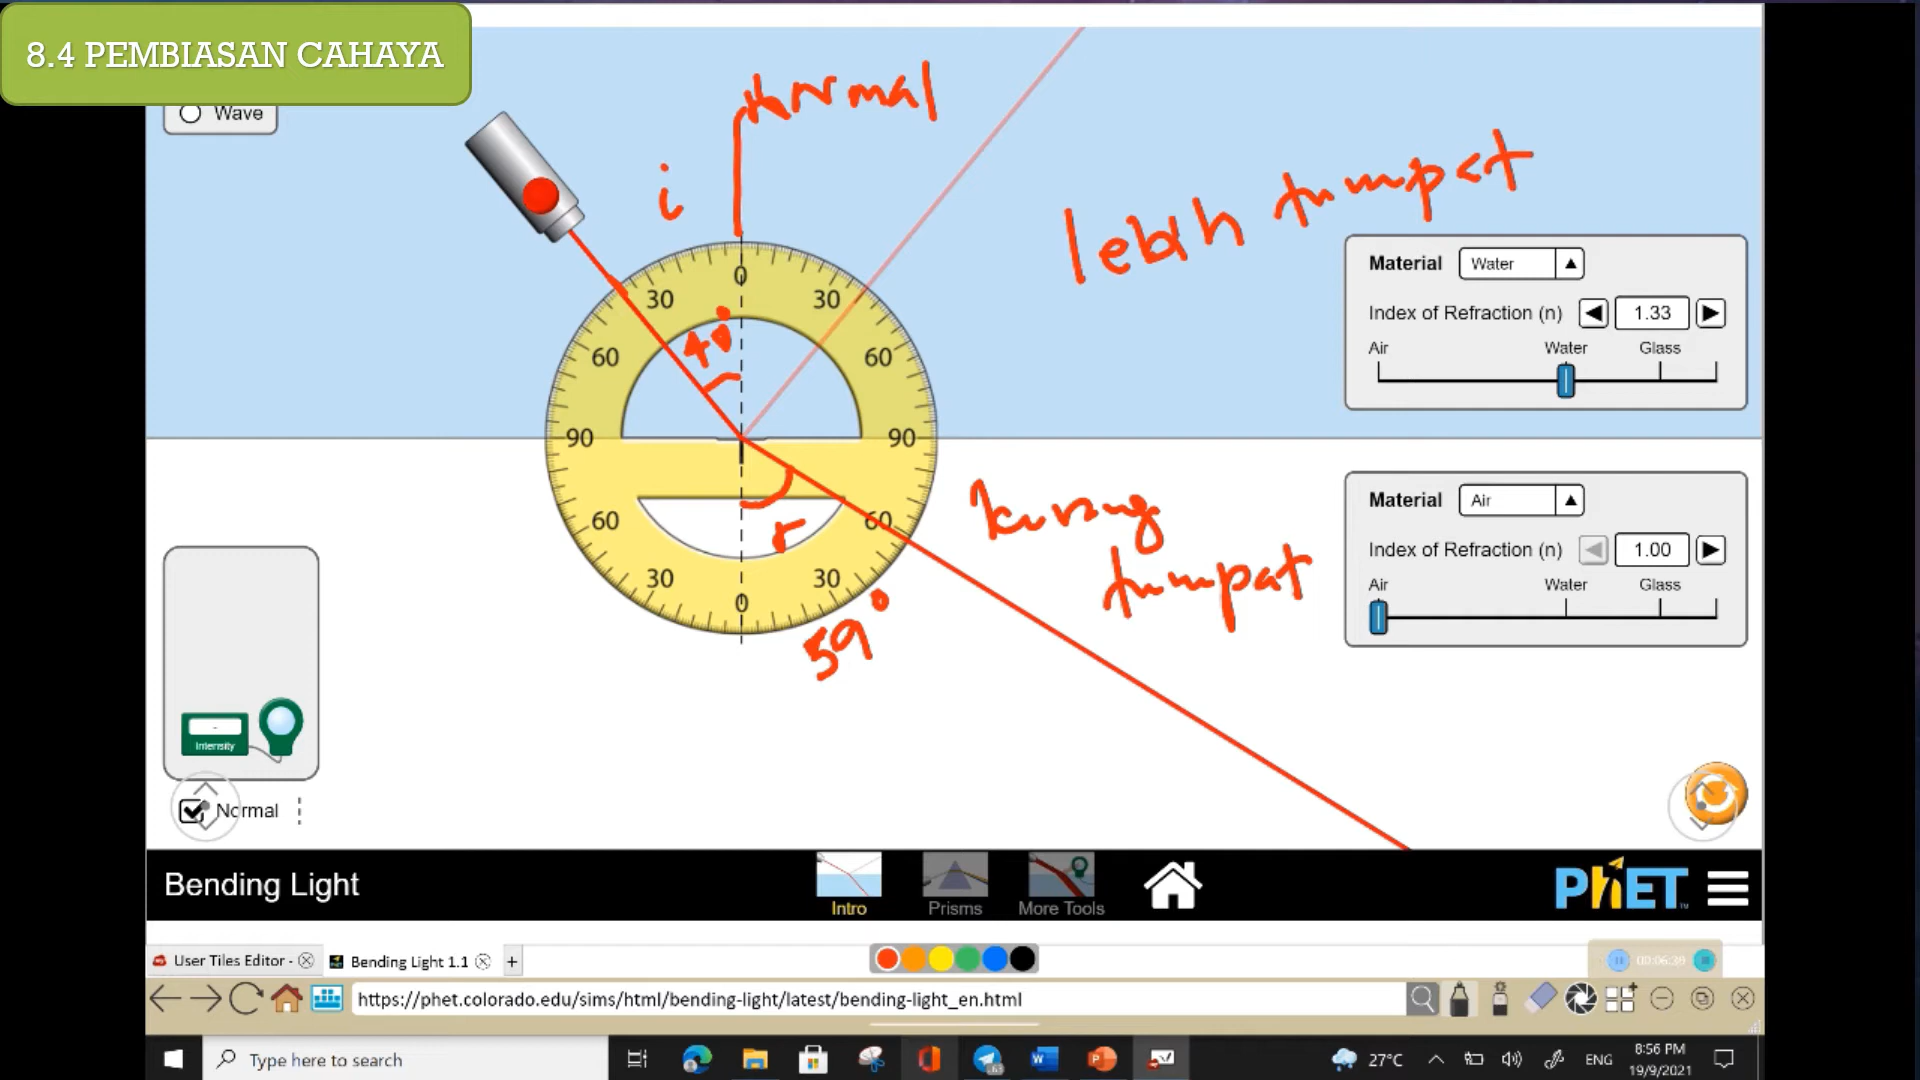 8.4 PEMBIASAN CAHAYA
Wave
normal
i
lebih tumpat
Material Water
Index of Refraction (n) 1.33
Air Water Glass
0
30 30
40°
60 60
90 90
60 60
r
30 30
0
59°
kurang
tumpat
Material Air
Index of Refraction (n) 1.00
Air Water Glass
-
Intensity
Normal
Bending Light
Intro
Prisms
More Tools
PhET
User Tiles Editor -
Bending Light 1.1
+
00:06:39
https://phet.colorado.edu/sims/html/bending-light/latest/bending-light_en.html
Type here to search
27°C
ENG
8:56 PM
19/9/2021